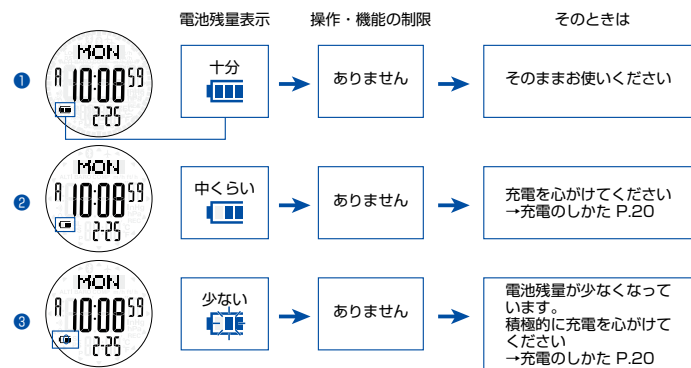 電池残量表示 操作・機能の制限 そのときは
❶
MON
A 10:08 59
2-25
十分
ありません
そのままお使いください
❷
MON
A 10:08 59
2-25
中くらい
ありません
充電を心がけてください
→充電のしかた P.20
❸
MON
A 10:08 59
2-25
少ない
ありません
電池残量が少なくなって
います。
積極的に充電を心がけて
ください
→充電のしかた P.20